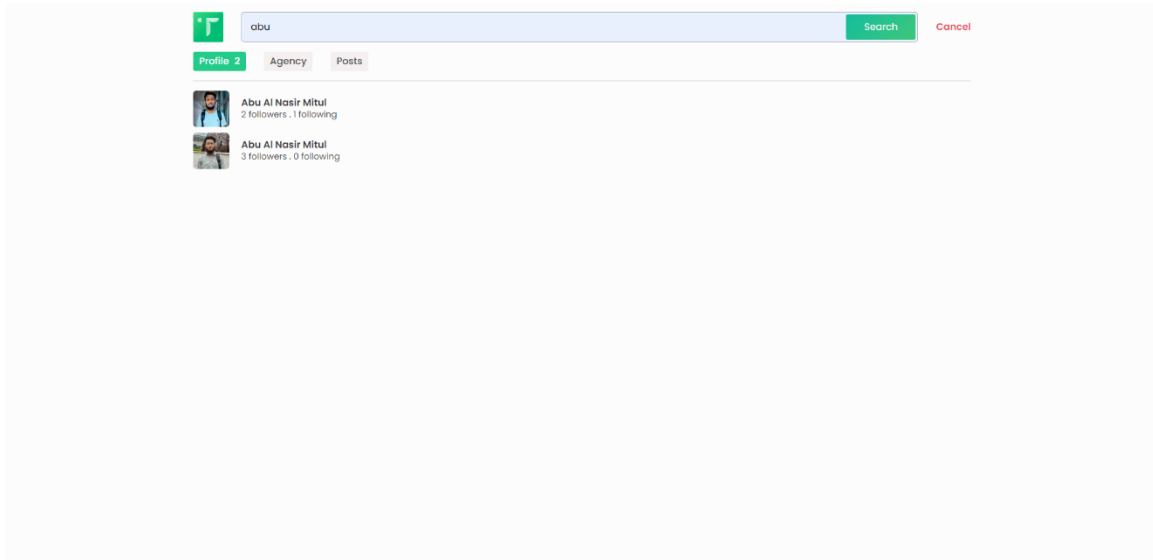 abu
Search
Cancel
Profile 2
Agency
Posts
Abu Al Nasir Mitul
2 followers . 1 following
Abu Al Nasir Mitul
3 followers . 0 following